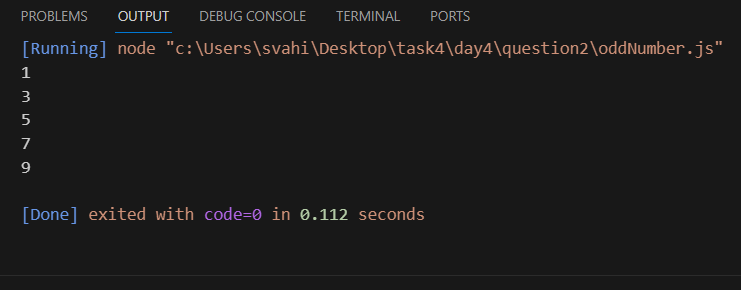 PROBLEMS OUTPUT DEBUG CONSOLE TERMINAL PORTS
[Running] node "c:\Users\svahi\Desktop\task4\day4\question2\oddNumber.js"
1
3
5
7
9
[Done] exited with code=0 in 0.112 seconds